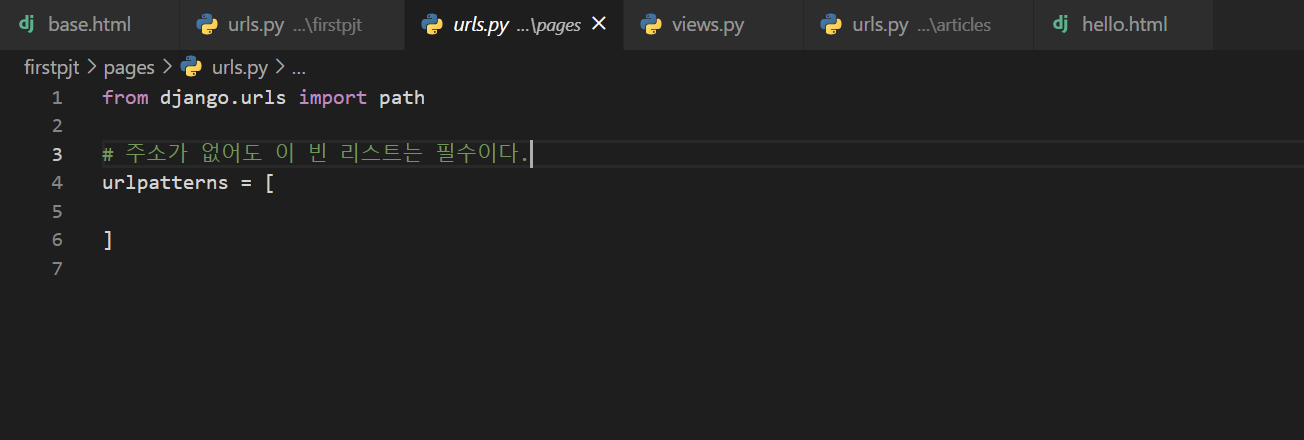 dj base.html urls.py ...\firstpjt urls.py ...\pages × views.py urls.py ...\articles dj hello.html
firstpjt > pages > urls.py > ...
1 from django.urls import path
2
3 # 주소가 없어도 이 빈 리스트는 필수이다.
4 urlpatterns = [
5
6 ]
7